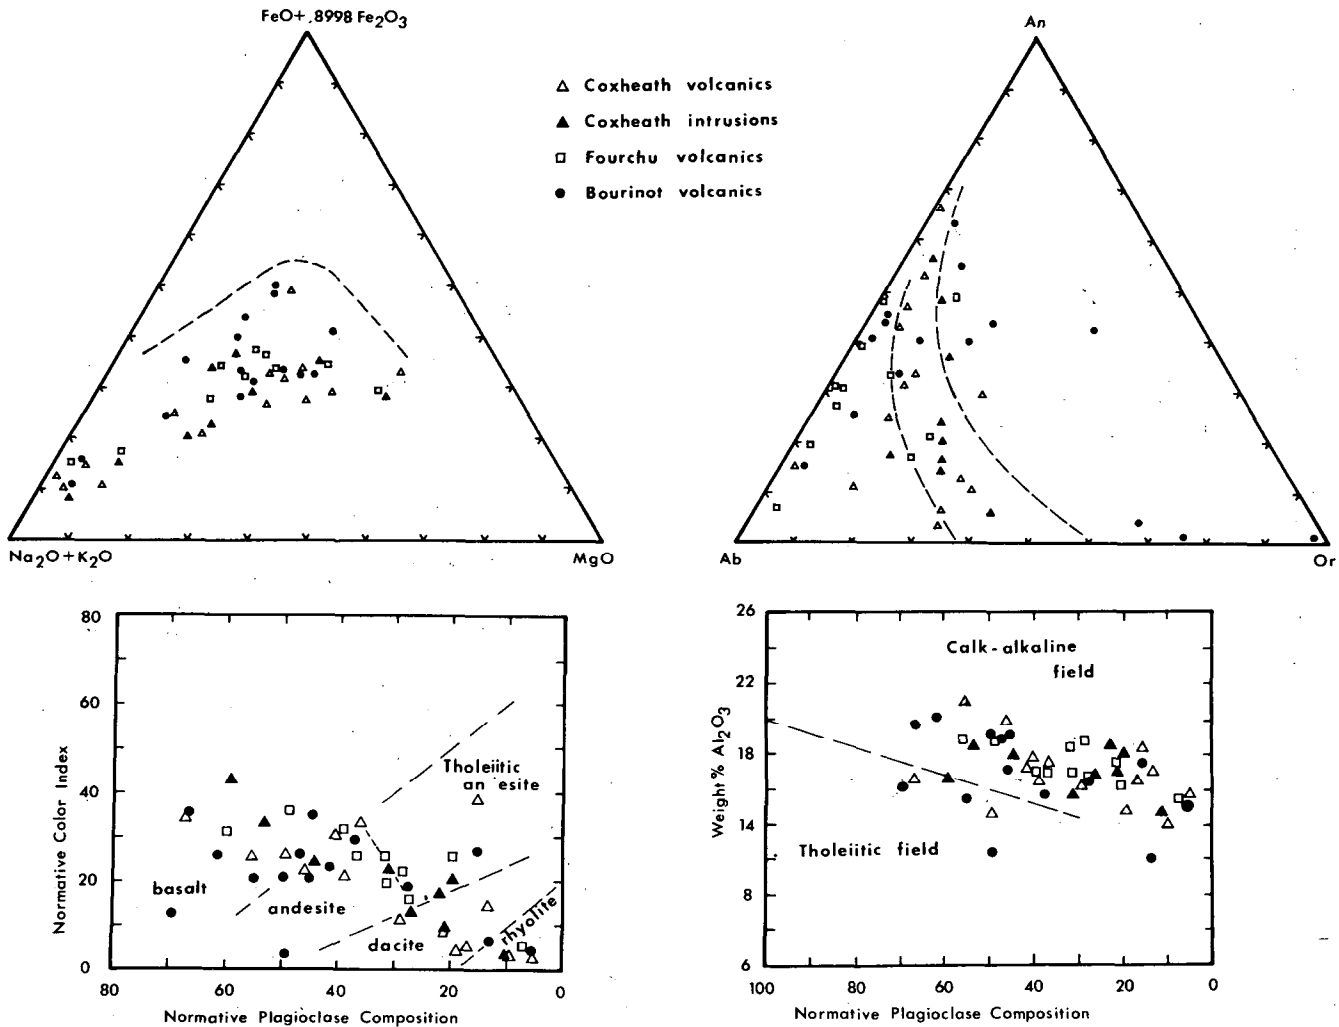 FeO+ .8998 Fe₂O₃
Na₂O+K₂O
MgO
△ Coxheath volcanics
▲ Coxheath intrusions
□ Fourchu volcanics
● Bourinot volcanics
An
Ab
Or
80
60
40
20
0
Normative Color Index
basalt
andesite
dacite
rhyolite
Tholeiitic
an esite
80
60
40
20
0
Normative Plagioclase Composition
26
22
18
14
8
6
Weight % Al₂O₃
Calk-alkaline
field
Tholeiitic field
100
80
60
40
20
0
Normative Plagioclase Composition